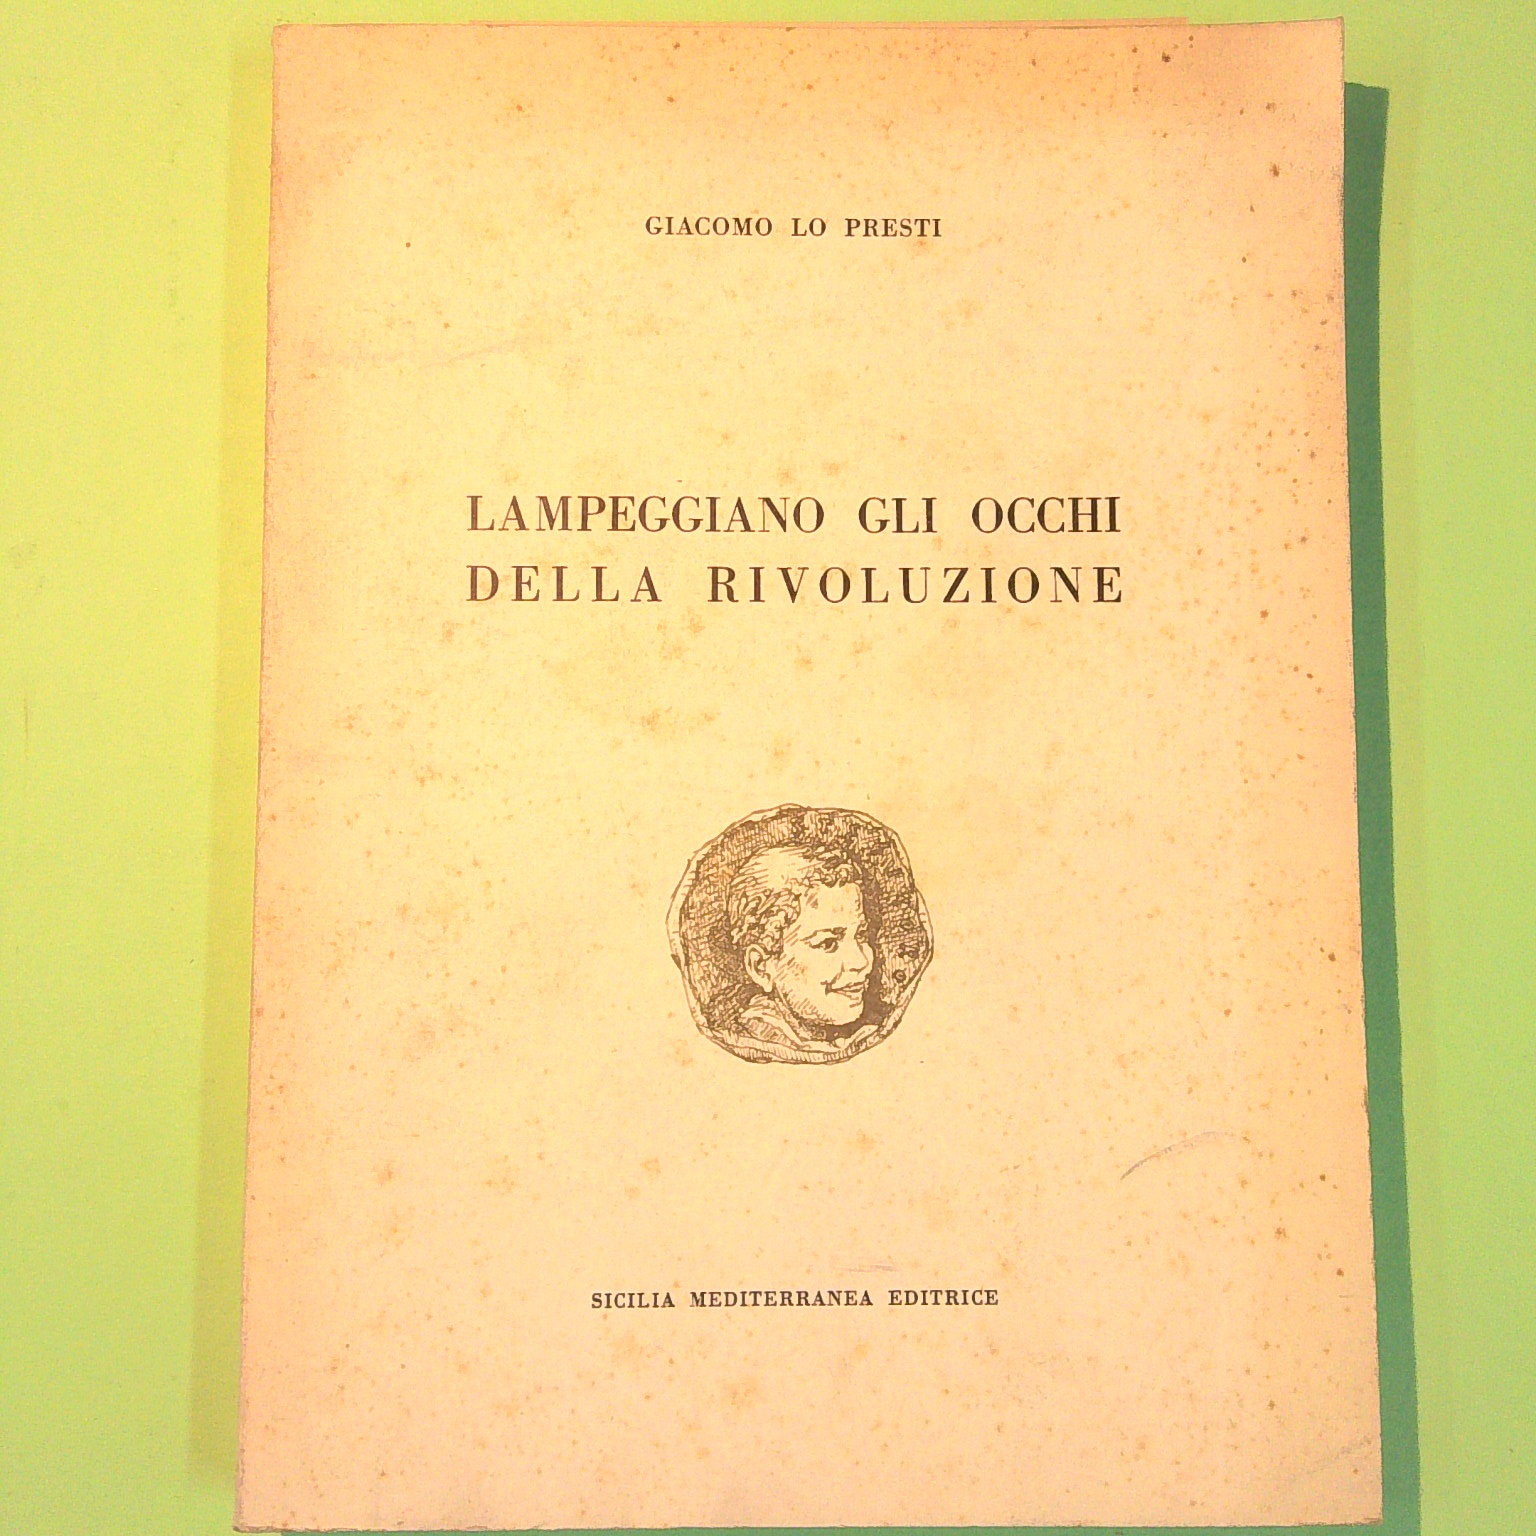 GIACOMO LO PRESTI
LAMPEGGIANO GLI OCCHI
DELLA RIVOLUZIONE
SICILIA MEDITERRANEA EDITRICE